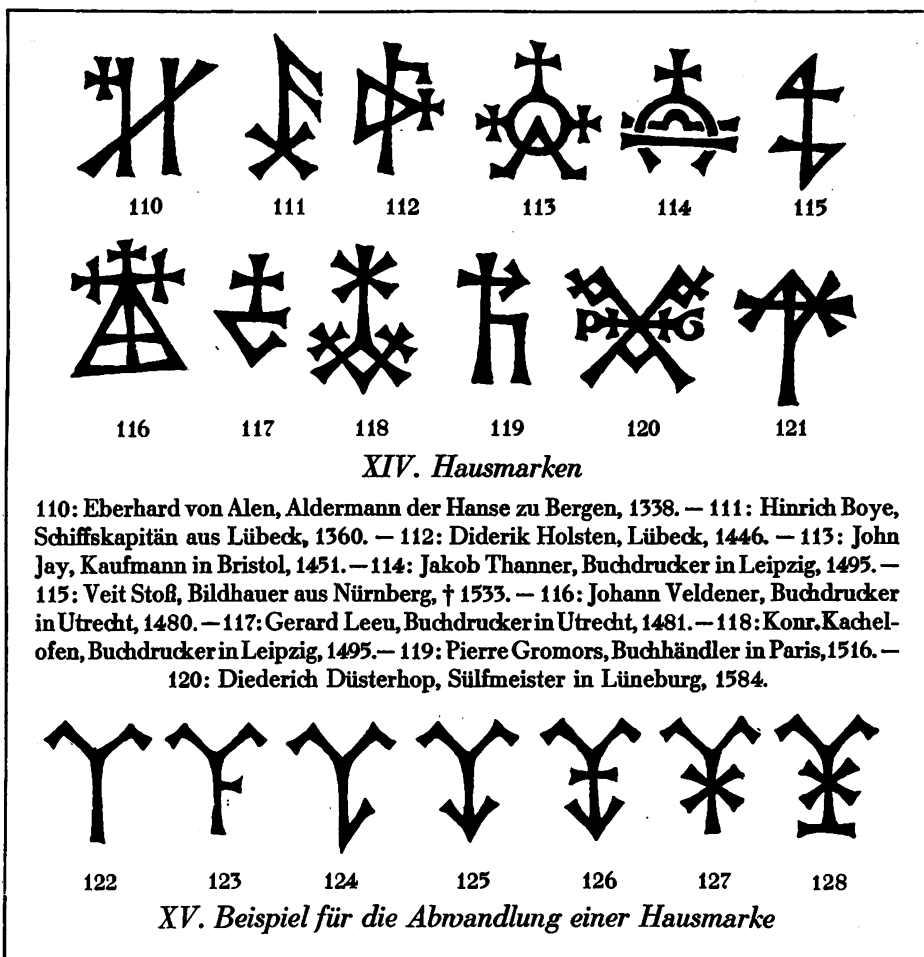 110 111 112 113 114 115
P G
116 117 118 119 120 121
XIV. Hausmarken
110: Eberhard von Alen, Aldermann der Hanse zu Bergen, 1338. – 111: Hinrich Boye,
Schiffskapitän aus Lübeck, 1360. – 112: Diderik Holsten, Lübeck, 1446. – 113: John
Jay, Kaufmann in Bristol, 1451. – 114: Jakob Thanner, Buchdrucker in Leipzig, 1495. –
115: Veit Stoß, Bildhauer aus Nürnberg, † 1533. – 116: Johann Veldener, Buchdrucker
in Utrecht, 1480. – 117: Gerard Leeu, Buchdrucker in Utrecht, 1481. – 118: Konr. Kachel-
ofen, Buchdrucker in Leipzig, 1495. – 119: Pierre Gromors, Buchhändler in Paris, 1516. –
120: Diederich Düsterhop, Sülfmeister in Lüneburg, 1584.
122 123 124 125 126 127 128
XV. Beispiel für die Abwandlung einer Hausmarke